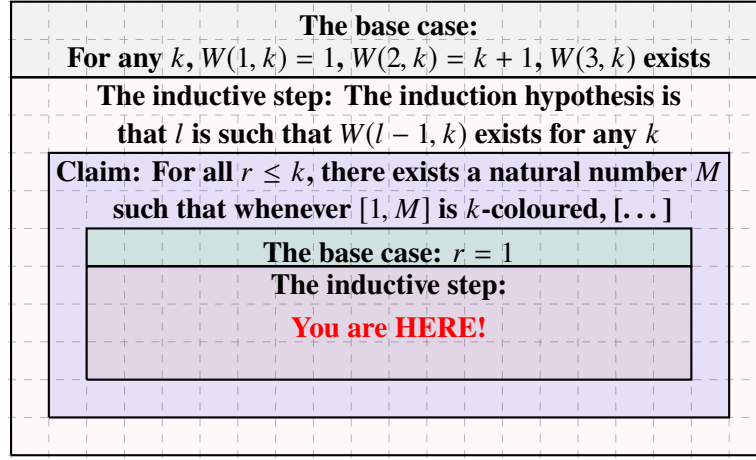 The base case:
For any k, W(1, k) = 1, W(2, k) = k + 1, W(3, k) exists
The inductive step: The induction hypothesis is
that l is such that W(l − 1, k) exists for any k
Claim: For all r ≤ k, there exists a natural number M
such that whenever [1, M] is k-coloured, [. . . ]
The base case: r = 1
The inductive step:
You are HERE!